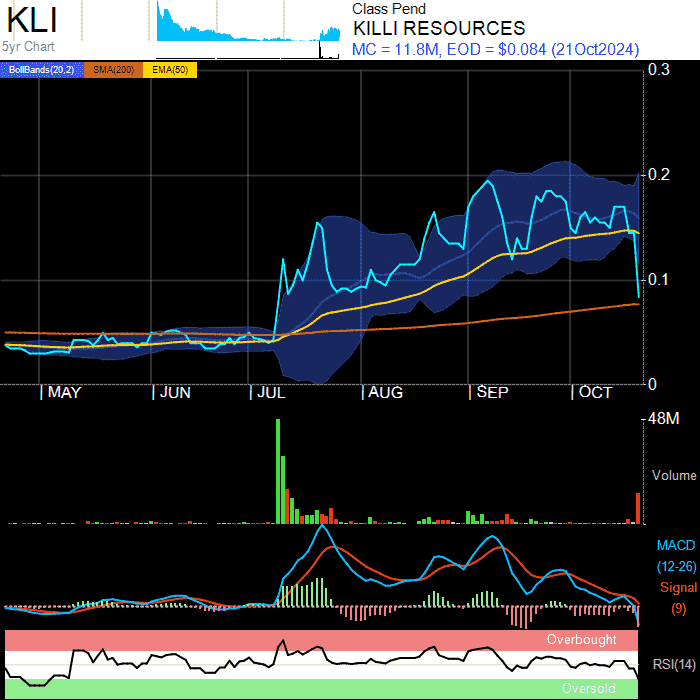 KLI
5yr Chart
Class Pend
KILLI RESOURCES
MC = 11.8M, EOD = $0.084 (21Oct2024)
BollBands(20,2) SMA(200) EMA(50)
0.3
0.2
0.1
0
MAY JUN JUL AUG SEP OCT
48M
Volume
MACD
(12-26)
Signal
(9)
Overbought
RSI(14)
Oversold